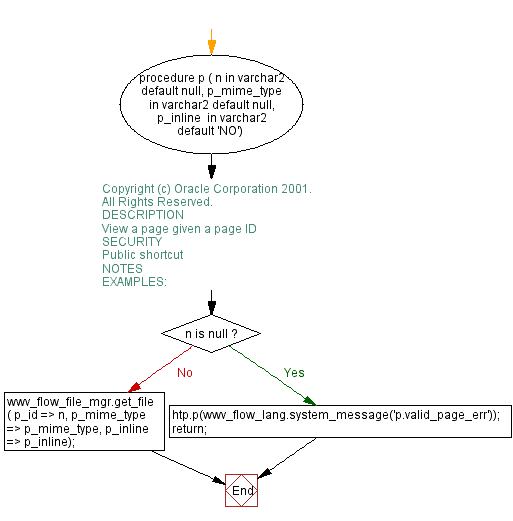 procedure p ( n in varchar2
default null, p_mime_type
in varchar2 default null,
p_inline  in varchar2
default 'NO')
Copyright (c) Oracle Corporation 2001.
All Rights Reserved.
DESCRIPTION
View a page given a page ID
SECURITY
Public shortcut
NOTES
EXAMPLES:
n is null ?
No
Yes
www_flow_file_mgr.get_file
( p_id => n, p_mime_type
=> p_mime_type, p_inline
=> p_inline);
htp.p(www_flow_lang.system_message('p.valid_page_err'));
return;
End